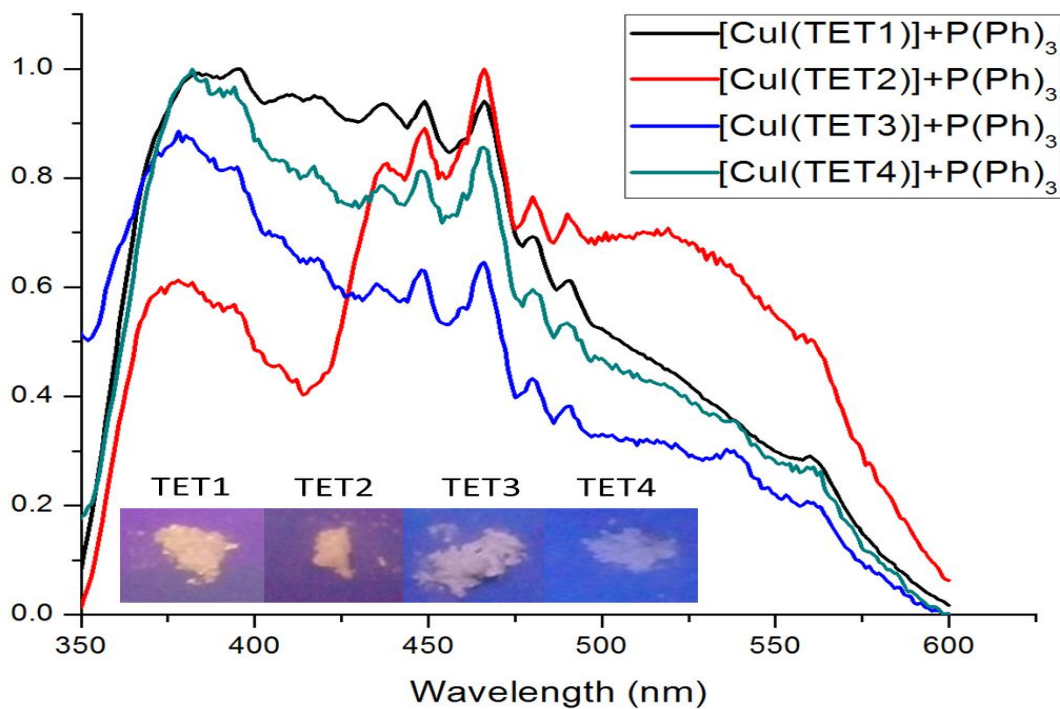 [CuI(TET1)]+P(Ph)3
[CuI(TET2)]+P(Ph)3
[CuI(TET3)]+P(Ph)3
[CuI(TET4)]+P(Ph)3
1.0
0.8
0.6
0.4
0.2
0.0
TET1 TET2 TET3 TET4
350 400 450 500 550 600
Wavelength (nm)